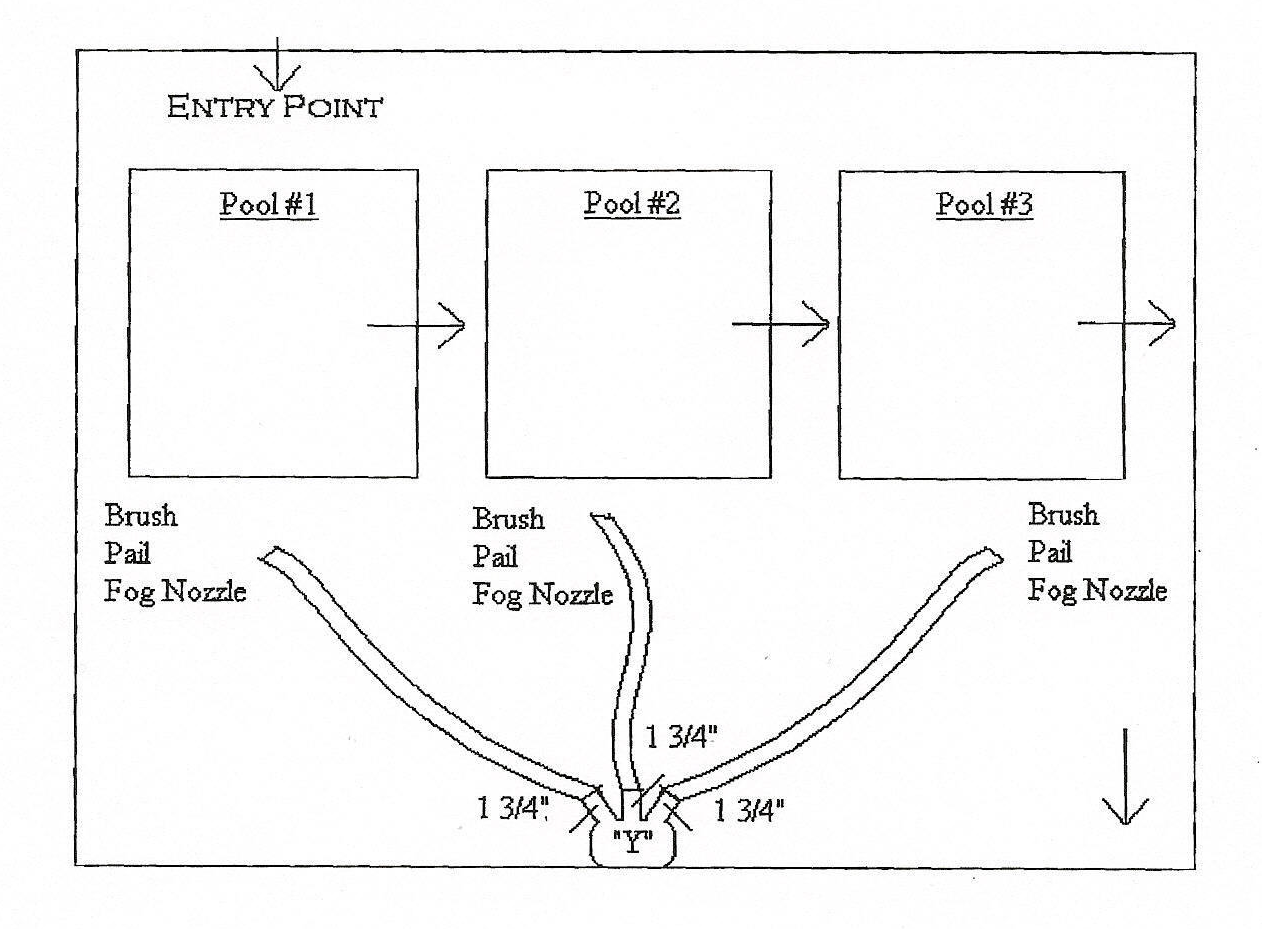 ENTRY POINT
Pool #1
Pool #2
Pool #3
Brush
Pail
Fog Nozzle
Brush
Pail
Fog Nozzle
Brush
Pail
Fog Nozzle
1 3/4"
1 3/4"
1 3/4"
"Y"